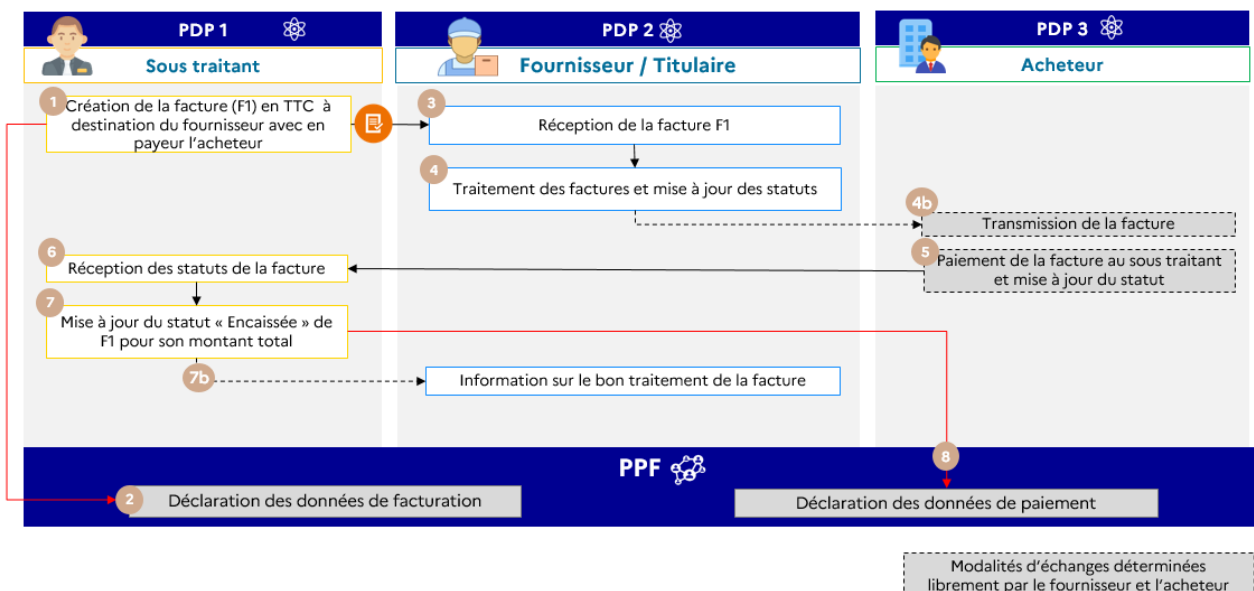 PDP 1
Sous traitant
PDP 2
Fournisseur / Titulaire
PDP 3
Acheteur
1
Création de la facture (F1) en TTC à
destination du fournisseur avec en
payeur l'acheteur
3
Réception de la facture F1
4
Traitement des factures et mise à jour des statuts
4b
Transmission de la facture
5
Paiement de la facture au sous traitant
et mise à jour du statut
6
Réception des statuts de la facture
7
Mise à jour du statut « Encaissée » de
F1 pour son montant total
7b
Information sur le bon traitement de la facture
PPF
8
2
Déclaration des données de facturation
Déclaration des données de paiement
Modalités d'échanges déterminées
librement par le fournisseur et l'acheteur